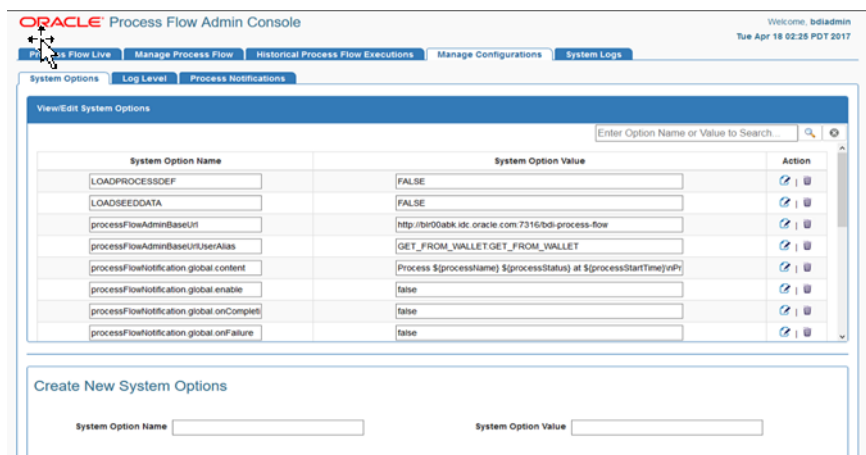 ORACLE Process Flow Admin Console
Welcome, bdiadmin
Tue Apr 18 02:25 PDT 2017
Process Flow Live Manage Process Flow Historical Process Flow Executions Manage Configurations System Logs
System Options Log Level Process Notifications
View/Edit System Options
Enter Option Name or Value to Search...
System Option Name System Option Value Action
LOADPROCESSDEF FALSE |
LOADSEEDDATA FALSE |
processFlowAdminBaseUrl http://blr00abk.idc.oracle.com:7316/bdi-process-flow |
processFlowAdminBaseUrlUserAlias GET_FROM_WALLET:GET_FROM_WALLET |
processFlowNotification.global.content Process ${processName} ${processStatus} at ${processStartTime}\nPr |
processFlowNotification.global.enable false |
processFlowNotification.global.onCompleti false |
processFlowNotification.global.onFailure false |
Create New System Options
System Option Name System Option Value